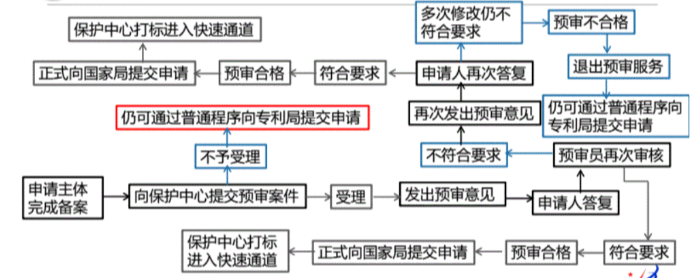 多次修改仍不
符合要求
预审不合格
保护中心打标进入快速通道
正式向国家局提交申请
预审合格
符合要求
申请人再次答复
退出预审服务
仍可通过普通程序向专利局提交申请
再次发出预审意见
仍可通过普通程序向
专利局提交申请
不予受理
不符合要求
预审员再次审核
申请主体
完成备案
向保护中心提交预审案件
受理
发出预审意见
申请人答复
保护中心打标
进入快速通道
正式向国家局提交申请
预审合格
符合要求